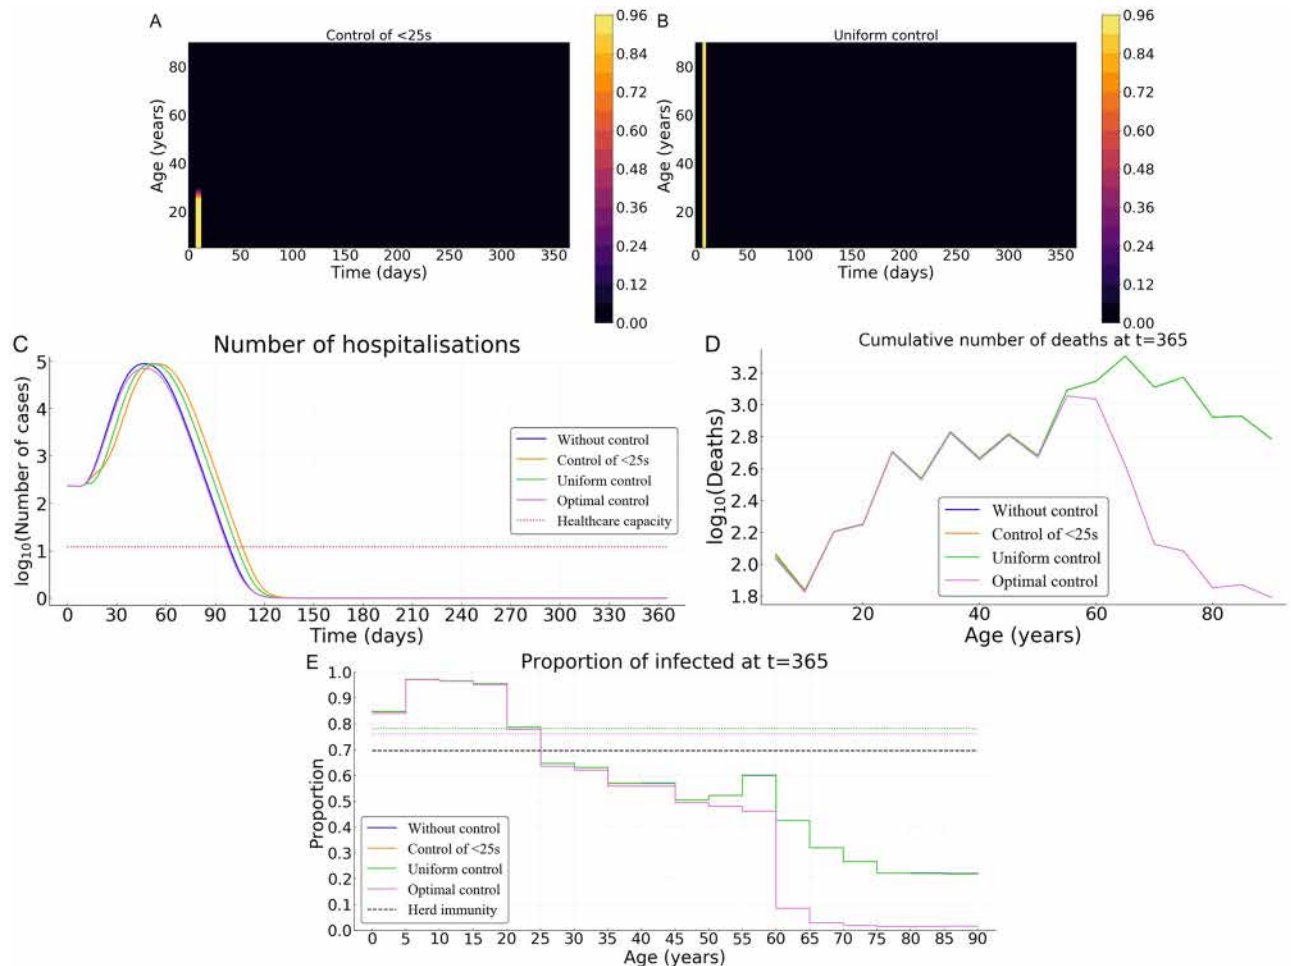 A
Control of <25s
Age (years)
80
60
40
20
0 50 100 150 200 250 300 350
Time (days)
0.96
0.84
0.72
0.60
0.48
0.36
0.24
0.12
0.00
B
Uniform control
Age (years)
80
60
40
20
0 50 100 150 200 250 300 350
Time (days)
0.96
0.84
0.72
0.60
0.48
0.36
0.24
0.12
0.00
C
Number of hospitalisations
log10(Number of cases)
5
4
3
2
1
0
Without control
Control of <25s
Uniform control
Optimal control
Healthcare capacity
0 30 60 90 120 150 180 210 240 270 300 330 360
Time (days)
D
Cumulative number of deaths at t=365
log10(Deaths)
3.2
3.0
2.8
2.6
2.4
2.2
2.0
1.8
Without control
Control of <25s
Uniform control
Optimal control
20 40 60 80
Age (years)
E
Proportion of infected at t=365
Proportion
1.0
0.9
0.8
0.7
0.6
0.5
0.4
0.3
0.2
0.1
0.0
Without control
Control of <25s
Uniform control
Optimal control
Herd immunity
0 5 10 15 20 25 30 35 40 45 50 55 60 65 70 75 80 85 90
Age (years)